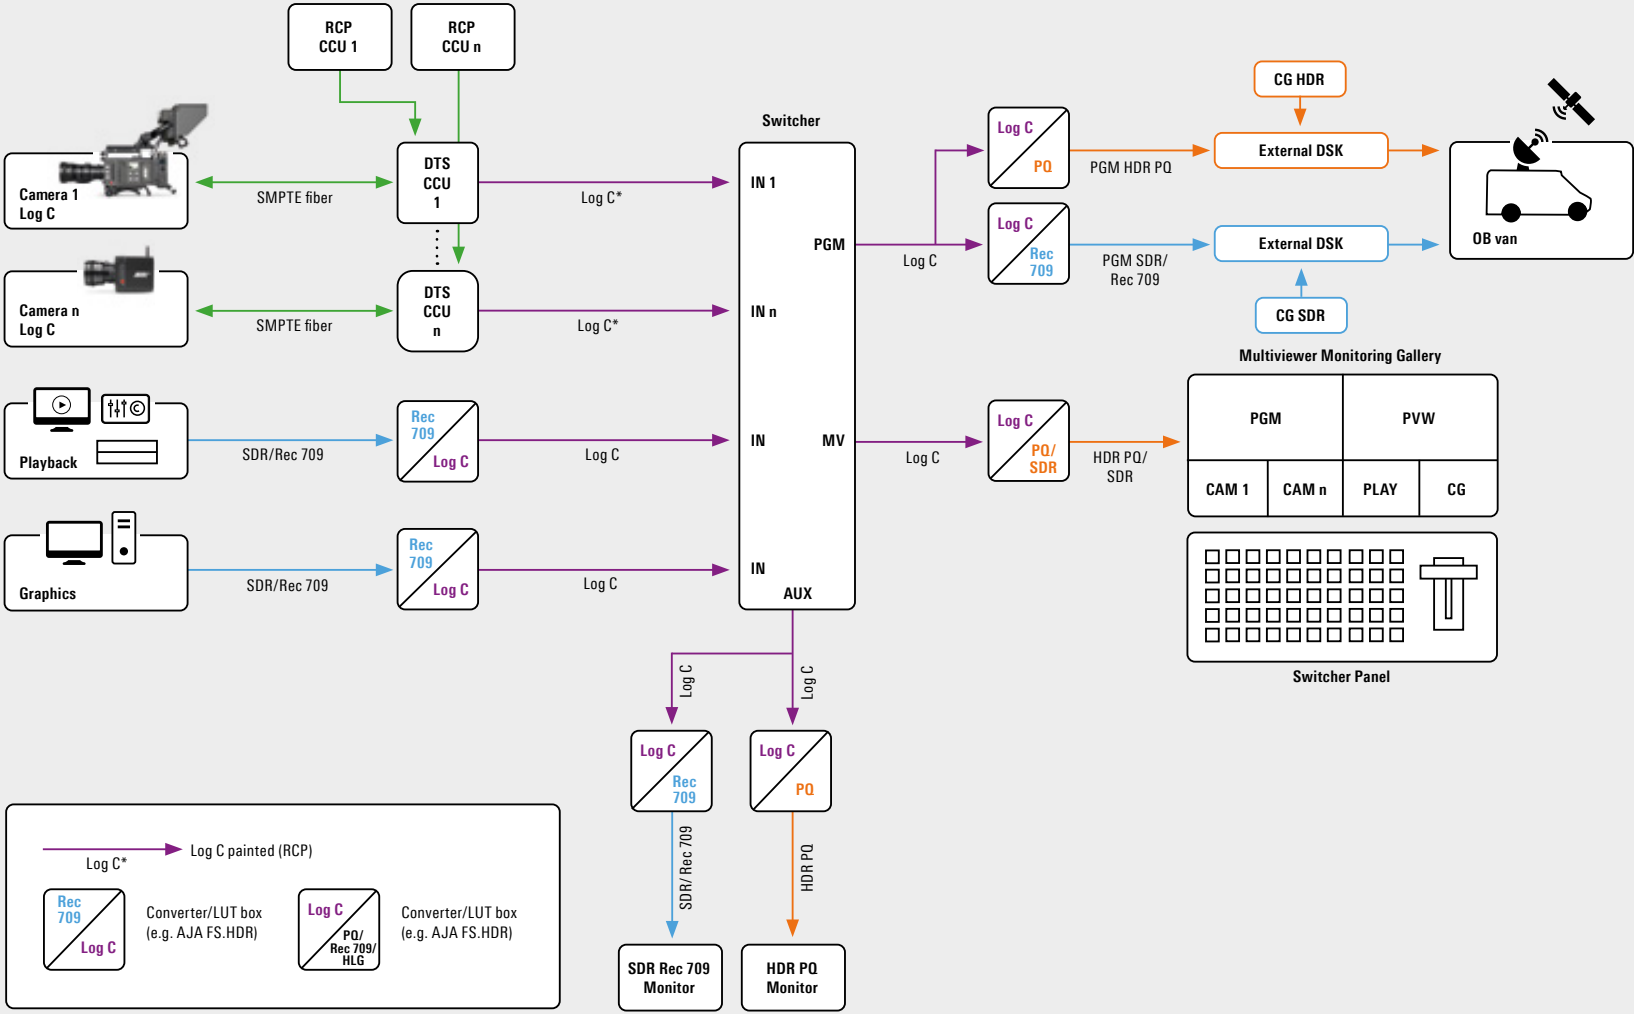 RCP
CCU 1
RCP
CCU n
Camera 1
Log C
SMPTE fiber
DTS
CCU
1
Log C*
Camera n
Log C
SMPTE fiber
DTS
CCU
n
Log C*
Playback
SDR/Rec 709
Rec
709
Log C
Log C
Graphics
SDR/Rec 709
Rec
709
Log C
Log C
Switcher
IN 1
PGM
IN n
IN
MV
IN
AUX
Log C
Log C
PQ
PGM HDR PQ
CG HDR
External DSK
Log C
Rec
709
PGM SDR/
Rec 709
External DSK
CG SDR
OB van
Log C
Log C
PQ/
SDR
HDR PQ/
SDR
Multiviewer Monitoring Gallery
PGM
PVW
CAM 1
CAM n
PLAY
CG
Switcher Panel
Log C
Log C
Log C
Rec
709
Log C
PQ
SDR/ Rec 709
HDR PQ
SDR Rec 709
Monitor
HDR PQ
Monitor
Log C*
Log C painted (RCP)
Rec
709
Log C
Converter/LUT box
(e.g. AJA FS.HDR)
Log C
PQ/
Rec 709/
HLG
Converter/LUT box
(e.g. AJA FS.HDR)